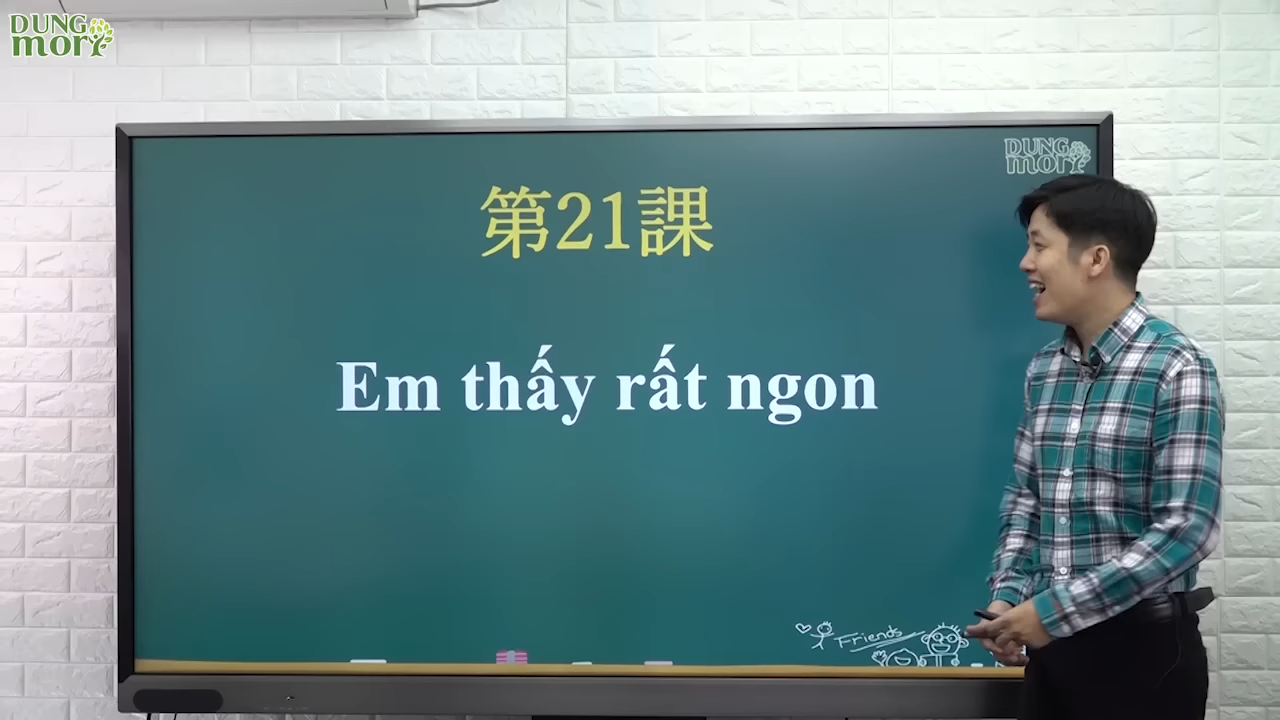 DUNG
mori
DUNG
mori
第21課
Em thấy rất ngon
Friends